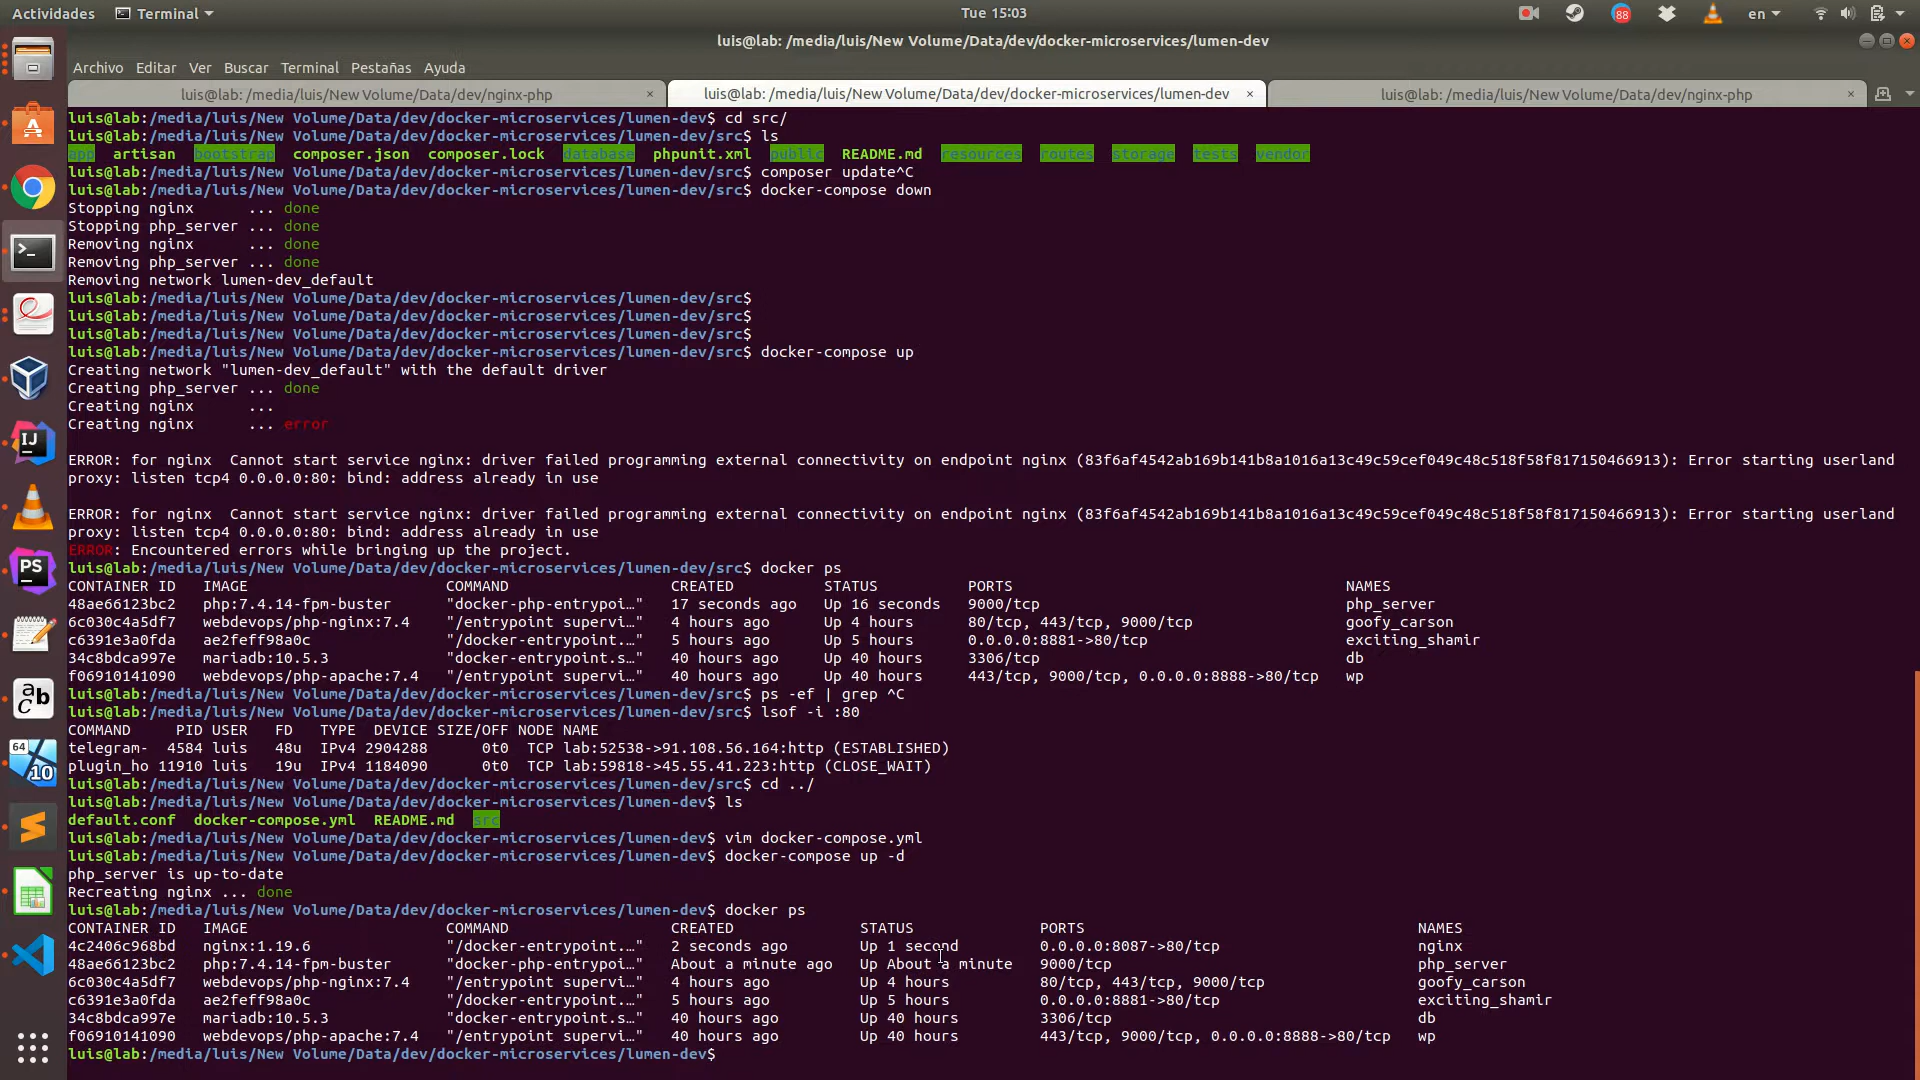 Actividades Terminal Tue 15:03 88 en
luis@lab: /media/luis/New Volume/Data/dev/docker-microservices/lumen-dev
Archivo Editar Ver Buscar Terminal Pestañas Ayuda
luis@lab: /media/luis/New Volume/Data/dev/nginx-php × luis@lab: /media/luis/New Volume/Data/dev/docker-microservices/lumen-dev × luis@lab: /media/luis/New Volume/Data/dev/nginx-php ×
luis@lab:/media/luis/New Volume/Data/dev/docker-microservices/lumen-dev$ cd src/
luis@lab:/media/luis/New Volume/Data/dev/docker-microservices/lumen-dev/src$ ls
app artisan bootstrap composer.json composer.lock database phpunit.xml public README.md resources routes storage tests vendor
luis@lab:/media/luis/New Volume/Data/dev/docker-microservices/lumen-dev/src$ composer update^C
luis@lab:/media/luis/New Volume/Data/dev/docker-microservices/lumen-dev/src$ docker-compose down
Stopping nginx ... done
Stopping php_server ... done
Removing nginx ... done
Removing php_server ... done
Removing network lumen-dev_default
luis@lab:/media/luis/New Volume/Data/dev/docker-microservices/lumen-dev/src$
luis@lab:/media/luis/New Volume/Data/dev/docker-microservices/lumen-dev/src$
luis@lab:/media/luis/New Volume/Data/dev/docker-microservices/lumen-dev/src$
luis@lab:/media/luis/New Volume/Data/dev/docker-microservices/lumen-dev/src$ docker-compose up
Creating network "lumen-dev_default" with the default driver
Creating php_server ... done
Creating nginx ...
Creating nginx ... error
ERROR: for nginx Cannot start service nginx: driver failed programming external connectivity on endpoint nginx (83f6af4542ab169b141b8a1016a13c49c59cef049c48c518f58f817150466913): Error starting userland
proxy: listen tcp4 0.0.0.0:80: bind: address already in use
ERROR: for nginx Cannot start service nginx: driver failed programming external connectivity on endpoint nginx (83f6af4542ab169b141b8a1016a13c49c59cef049c48c518f58f817150466913): Error starting userland
proxy: listen tcp4 0.0.0.0:80: bind: address already in use
ERROR: Encountered errors while bringing up the project.
luis@lab:/media/luis/New Volume/Data/dev/docker-microservices/lumen-dev/src$ docker ps
CONTAINER ID IMAGE COMMAND CREATED STATUS PORTS NAMES
48ae66123bc2 php:7.4.14-fpm-buster "docker-php-entrypoi…" 17 seconds ago Up 16 seconds 9000/tcp php_server
6c030c4a5df7 webdevops/php-nginx:7.4 "/entrypoint supervi…" 4 hours ago Up 4 hours 80/tcp, 443/tcp, 9000/tcp goofy_carson
c6391e3a0fda ae2feff98a0c "/docker-entrypoint.…" 5 hours ago Up 5 hours 0.0.0.0:8881->80/tcp exciting_shamir
34c8bdca997e mariadb:10.5.3 "docker-entrypoint.s…" 40 hours ago Up 40 hours 3306/tcp db
f06910141090 webdevops/php-apache:7.4 "/entrypoint supervi…" 40 hours ago Up 40 hours 443/tcp, 9000/tcp, 0.0.0.0:8888->80/tcp wp
luis@lab:/media/luis/New Volume/Data/dev/docker-microservices/lumen-dev/src$ ps -ef | grep ^C
luis@lab:/media/luis/New Volume/Data/dev/docker-microservices/lumen-dev/src$ lsof -i :80
COMMAND PID USER FD TYPE DEVICE SIZE/OFF NODE NAME
telegram- 4584 luis 48u IPv4 2904288 0t0 TCP lab:52538->91.108.56.164:http (ESTABLISHED)
plugin_ho 11910 luis 19u IPv4 1184090 0t0 TCP lab:59818->45.55.41.223:http (CLOSE_WAIT)
luis@lab:/media/luis/New Volume/Data/dev/docker-microservices/lumen-dev/src$ cd ../
luis@lab:/media/luis/New Volume/Data/dev/docker-microservices/lumen-dev$ ls
default.conf docker-compose.yml README.md src
luis@lab:/media/luis/New Volume/Data/dev/docker-microservices/lumen-dev$ vim docker-compose.yml
luis@lab:/media/luis/New Volume/Data/dev/docker-microservices/lumen-dev$ docker-compose up -d
php_server is up-to-date
Recreating nginx ... done
luis@lab:/media/luis/New Volume/Data/dev/docker-microservices/lumen-dev$ docker ps
CONTAINER ID IMAGE COMMAND CREATED STATUS PORTS NAMES
4c2406c968bd nginx:1.19.6 "/docker-entrypoint.…" 2 seconds ago Up 1 second 0.0.0.0:8087->80/tcp nginx
48ae66123bc2 php:7.4.14-fpm-buster "docker-php-entrypoi…" About a minute ago Up About a minute 9000/tcp php_server
6c030c4a5df7 webdevops/php-nginx:7.4 "/entrypoint supervi…" 4 hours ago Up 4 hours 80/tcp, 443/tcp, 9000/tcp goofy_carson
c6391e3a0fda ae2feff98a0c "/docker-entrypoint.…" 5 hours ago Up 5 hours 0.0.0.0:8881->80/tcp exciting_shamir
34c8bdca997e mariadb:10.5.3 "docker-entrypoint.s…" 40 hours ago Up 40 hours 3306/tcp db
f06910141090 webdevops/php-apache:7.4 "/entrypoint supervi…" 40 hours ago Up 40 hours 443/tcp, 9000/tcp, 0.0.0.0:8888->80/tcp wp
luis@lab:/media/luis/New Volume/Data/dev/docker-microservices/lumen-dev$
IJ
PS
ab
64
10